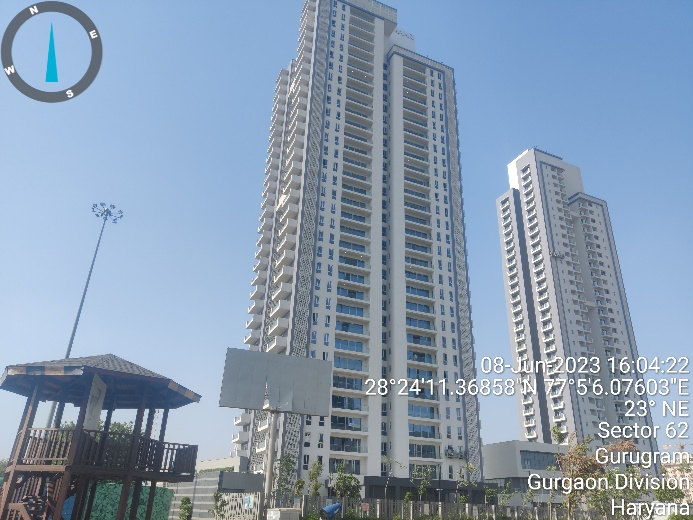 N
E
W
S
08-Jun-2023 16:04:22
28°24'11.36858"N 77°5'6.07603"E
23° NE
Sector 62
Gurugram
Gurgaon Division
Haryana